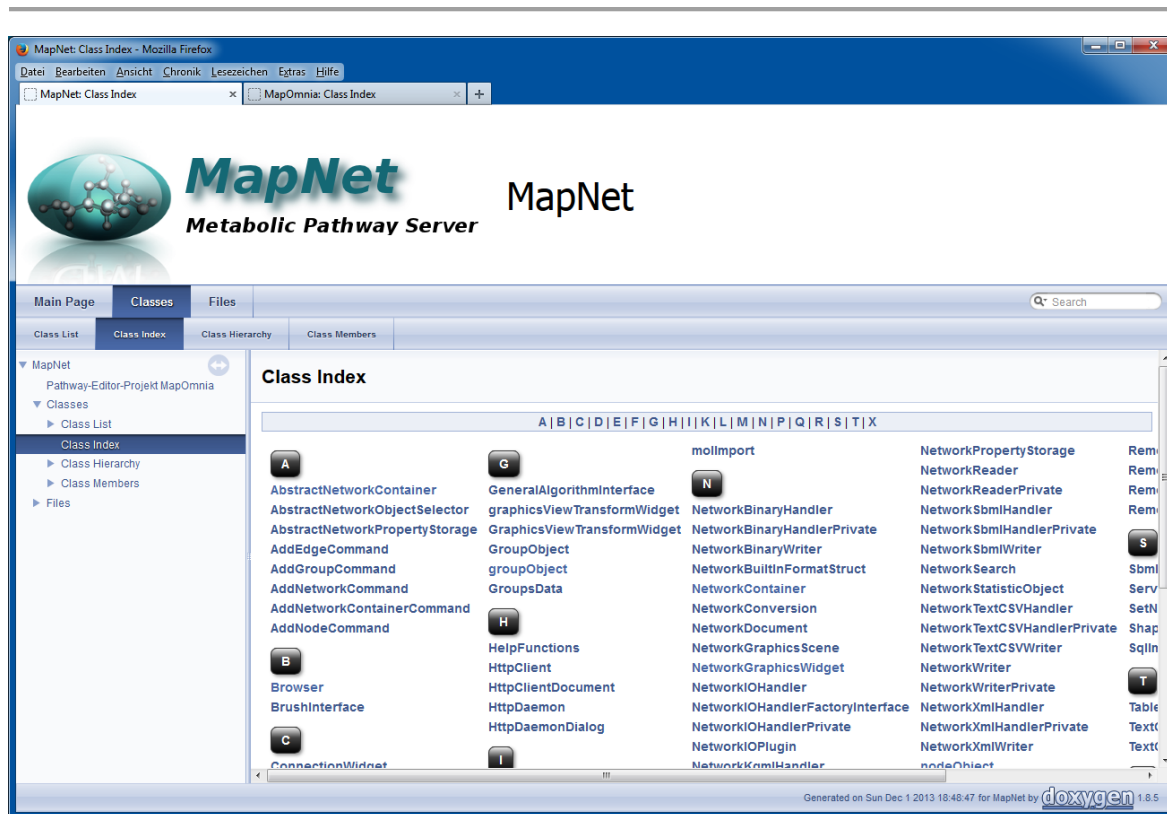 MapNet: Class Index - Mozilla Firefox
Datei Bearbeiten Ansicht Chronik Lesezeichen Extras Hilfe
MapNet: Class Index × MapOmnia: Class Index × +
MapNet
Metabolic Pathway Server
MapNet
Main Page Classes Files
Search
Class List Class Index Class Hierarchy Class Members
MapNet
Pathway-Editor-Projekt MapOmnia
Classes
Class List
Class Index
Class Hierarchy
Class Members
Files
Class Index
A | B | C | D | E | F | G | H | I | K | L | M | N | P | Q | R | S | T | X
A
AbstractNetworkContainer
AbstractNetworkObjectSelector
AbstractNetworkPropertyStorage
AddEdgeCommand
AddGroupCommand
AddNetworkCommand
AddNetworkContainerCommand
AddNodeCommand
B
Browser
BrushInterface
C
ConnectionWidget
G
GeneralAlgorithmInterface
graphicsViewTransformWidget
GraphicsViewTransformWidget
GroupObject
groupObject
GroupsData
H
HelpFunctions
HttpClient
HttpClientDocument
HttpDaemon
HttpDaemonDialog
I
molImport
N
NetworkBinaryHandler
NetworkBinaryHandlerPrivate
NetworkBinaryWriter
NetworkBuiltInFormatStruct
NetworkContainer
NetworkConversion
NetworkDocument
NetworkGraphicsScene
NetworkGraphicsWidget
NetworkIOHandler
NetworkIOHandlerFactoryInterface
NetworkIOHandlerPrivate
NetworkIOPlugin
NetworkKgmlHandler
NetworkPropertyStorage
NetworkReader
NetworkReaderPrivate
NetworkSbmlHandler
NetworkSbmlHandlerPrivate
NetworkSbmlWriter
NetworkSearch
NetworkStatisticObject
NetworkTextCSVHandler
NetworkTextCSVHandlerPrivate
NetworkTextCSVWriter
NetworkWriter
NetworkWriterPrivate
NetworkXmlHandler
NetworkXmlHandlerPrivate
NetworkXmlWriter
nodeObject
S
T
Table
Generated on Sun Dec 1 2013 18:48:47 for MapNet by doxygen 1.8.5